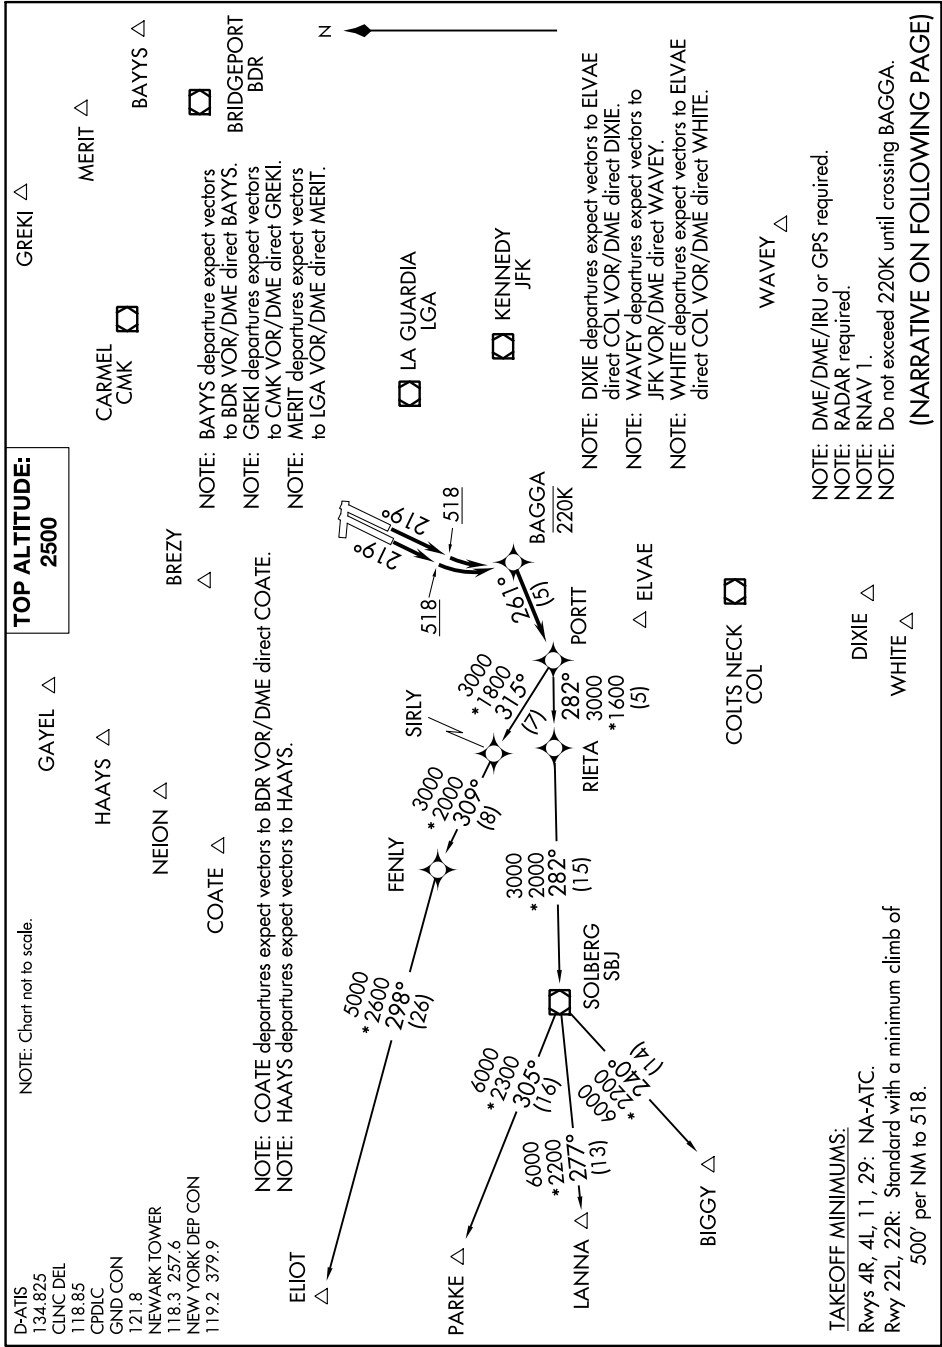 D-ATIS
134.825
CLNC DEL
118.85
CPDLC
GND CON
121.8
NEWARK TOWER
118.3 257.6
NEW YORK DEP CON
119.2 379.9
NOTE: Chart not to scale.
TOP ALTITUDE:
2500
GAYEL
HAAYS
NEION
COATE
BREZY
GREKI
MERIT
BAYYS
CARMEL
CMK
BRIDGEPORT
BDR
N
NOTE: COATE departures expect vectors to BDR VOR/DME direct COATE.
NOTE: HAAYS departures expect vectors to HAAYS.
NOTE: BAYYS departure expect vectors
to BDR VOR/DME direct BAYYS.
NOTE: GREKI departures expect vectors
to CMK VOR/DME direct GREKI.
NOTE: MERIT departures expect vectors
to LGA VOR/DME direct MERIT.
LA GUARDIA
LGA
KENNEDY
JFK
219°
219°
518
518
BAGGA
220K
261°
(5)
PORTT
3000
*1800
315°
(7)
SIRLY
3000
*2000
309°
(8)
FENLY
5000
*2600
298°
(26)
ELIOT
282°
3000
*1600
(5)
RIETA
3000
*2000
282°
(15)
SOLBERG
SBJ
6000
*2300
305°
(16)
PARKE
6000
*2200
277°
(13)
LANNA
6000
*2200
240°
(14)
BIGGY
ELVAE
COLTS NECK
COL
DIXIE
WHITE
WAVEY
NOTE: DIXIE departures expect vectors to ELVAE
direct COL VOR/DME direct DIXIE.
NOTE: WAVEY departures expect vectors to
JFK VOR/DME direct WAVEY.
NOTE: WHITE departures expect vectors to ELVAE
direct COL VOR/DME direct WHITE.
NOTE: DME/DME/IRU or GPS required.
NOTE: RADAR required.
NOTE: RNAV 1.
NOTE: Do not exceed 220K until crossing BAGGA.
(NARRATIVE ON FOLLOWING PAGE)
TAKEOFF MINIMUMS:
Rwys 4R, 4L, 11, 29: NA-ATC.
Rwy 22L, 22R: Standard with a minimum climb of
500' per NM to 518.